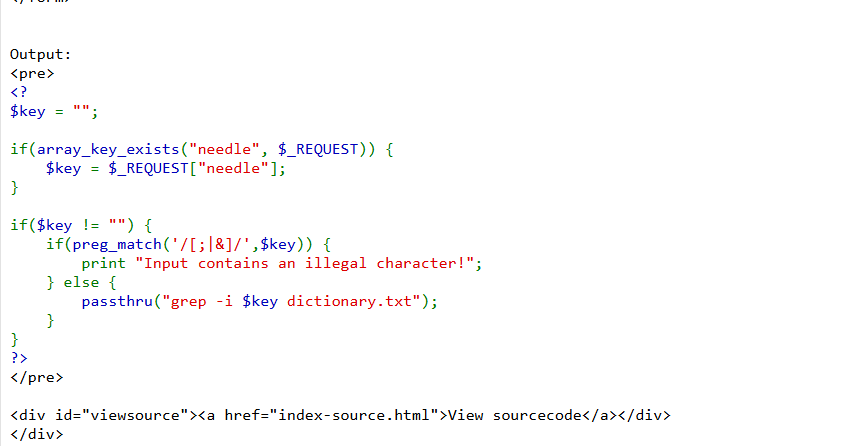 </form>
Output:
<pre>
<?
$key = "";
if(array_key_exists("needle", $_REQUEST)) {
    $key = $_REQUEST["needle"];
}
if($key != "") {
    if(preg_match('/[;|&]/',$key)) {
        print "Input contains an illegal character!";
    } else {
        passthru("grep -i $key dictionary.txt");
    }
}
?>
</pre>
<div id="viewsource"><a href="index-source.html">View sourcecode</a></div>
</div>